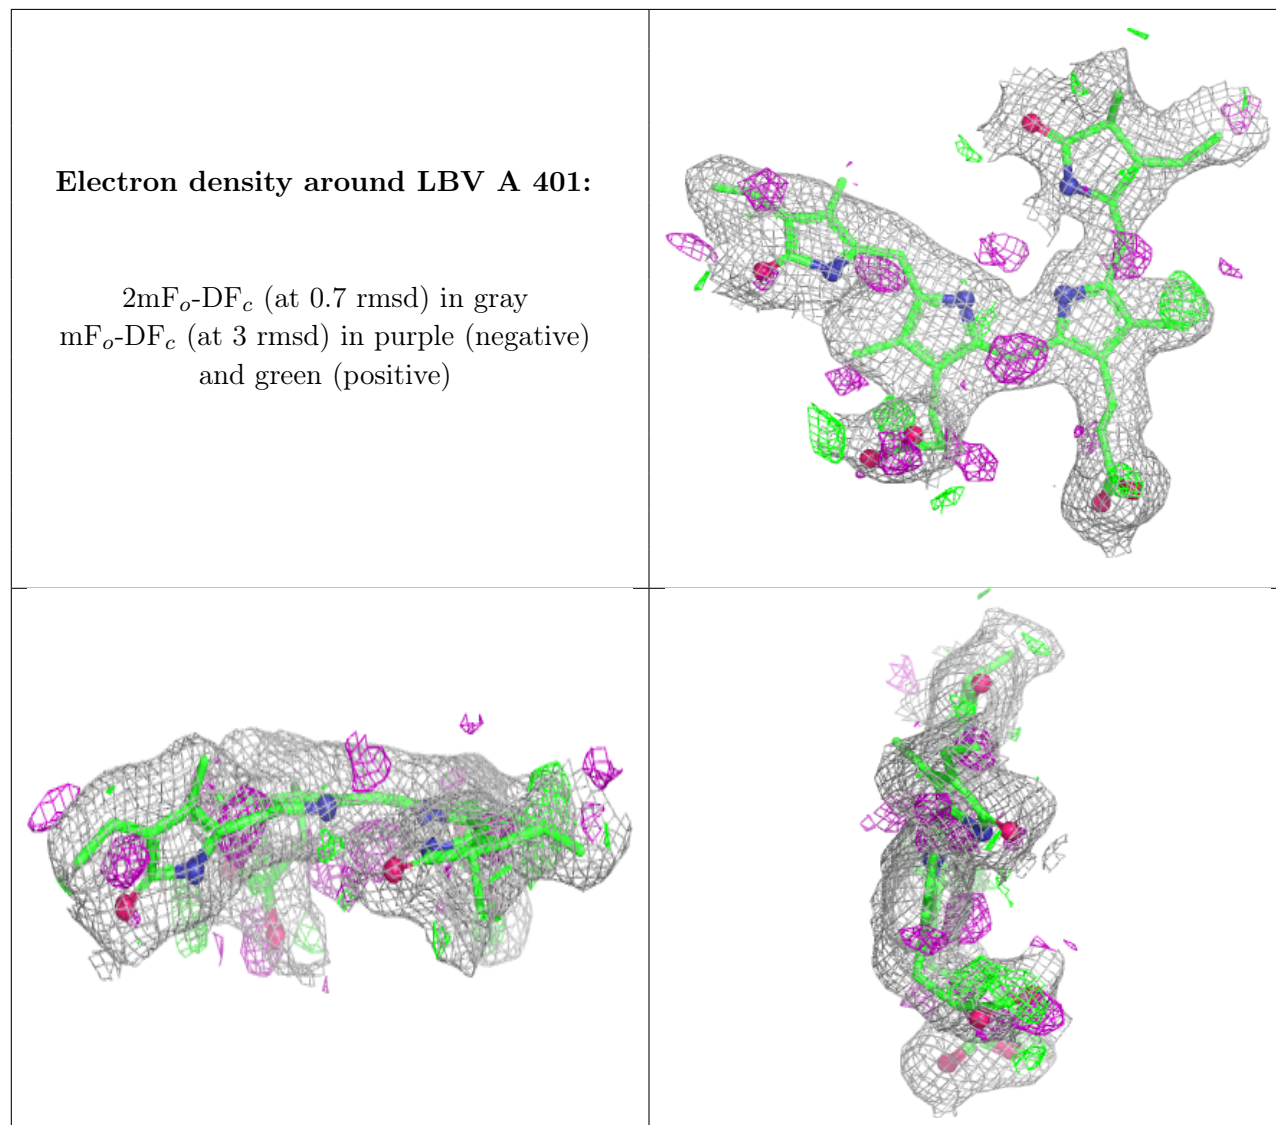 Electron density around LBV A 401:
2mFo-DFc (at 0.7 rmsd) in gray
mFo-DFc (at 3 rmsd) in purple (negative)
and green (positive)